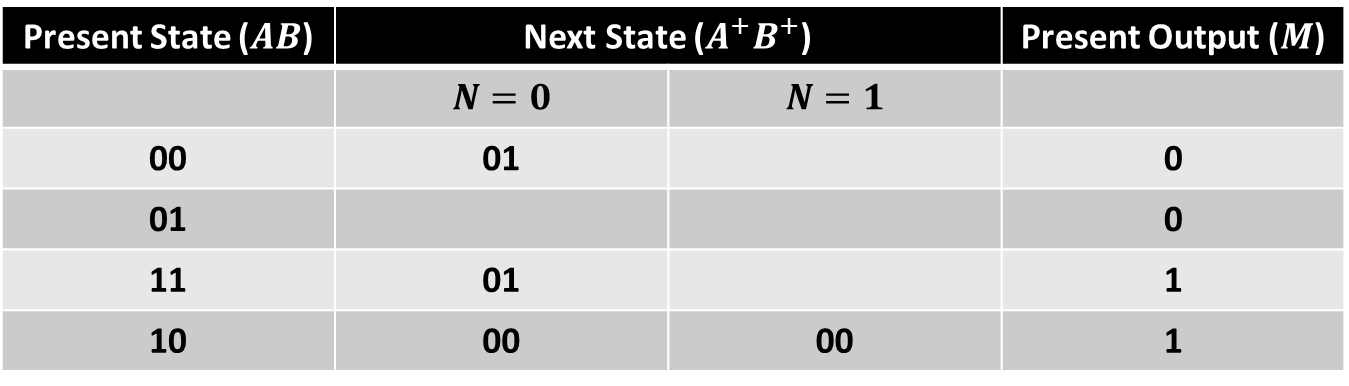 Present State (AB) Next State (A⁺B⁺) Present Output (M)
N = 0 N = 1
00 01 0
01 0
11 01 1
10 00 00 1